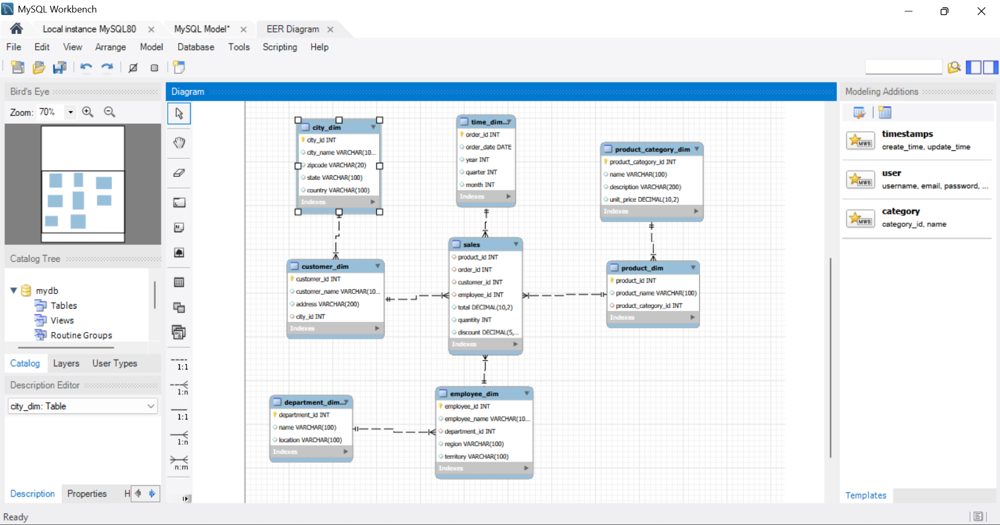 MySQL Workbench
Local instance MySQL80
MySQL Model*
EER Diagram
File Edit View Arrange Model Database Tools Scripting Help
Bird's Eye
Zoom: 70%
Catalog Tree
mydb
Tables
Views
Routine Groups
Catalog Layers User Types
Description Editor
city_dim: Table
Description Properties H
Ready
Diagram
1:1
1:n
1:1
1:n
n:m
city_dim
city_id INT
city_name VARCHAR(10...
zipcode VARCHAR(20)
state VARCHAR(100)
country VARCHAR(100)
Indexes
time_dim...
order_id INT
order_date DATE
year INT
quarter INT
month INT
Indexes
product_category_dim
product_category_id INT
name VARCHAR(100)
description VARCHAR(200)
unit_price DECIMAL(10,2)
Indexes
customer_dim
customer_id INT
customer_name VARCHAR(10...
address VARCHAR(200)
city_id INT
Indexes
sales
product_id INT
order_id INT
customer_id INT
employee_id INT
total DECIMAL(10,2)
quantity INT
discount DECIMAL(5,...
Indexes
product_dim
product_id INT
product_name VARCHAR(100)
product_category_id INT
Indexes
department_dim...
department_id INT
name VARCHAR(100)
location VARCHAR(100)
Indexes
employee_dim
employee_id INT
employee_name VARCHAR(10...
department_id INT
region VARCHAR(100)
territory VARCHAR(100)
Indexes
Modeling Additions
MWB
timestamps
create_time, update_time
MWB
user
username, email, password, ...
MWB
category
category_id, name
Templates